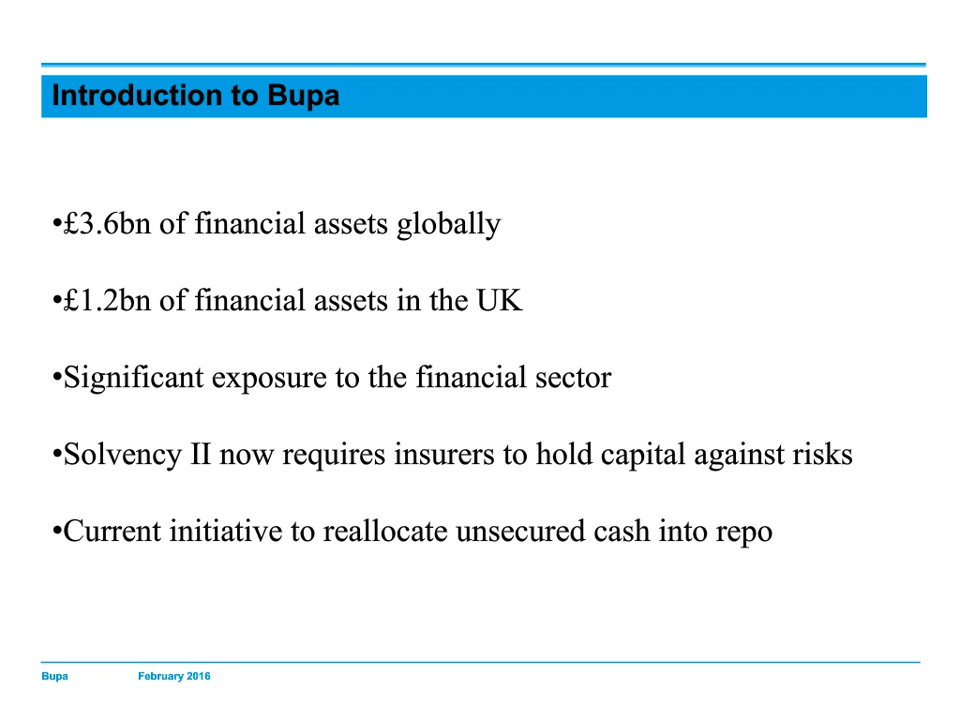 Introduction to Bupa
•£3.6bn of financial assets globally
•£1.2bn of financial assets in the UK
•Significant exposure to the financial sector
•Solvency II now requires insurers to hold capital against risks
•Current initiative to reallocate unsecured cash into repo
Bupa February 2016